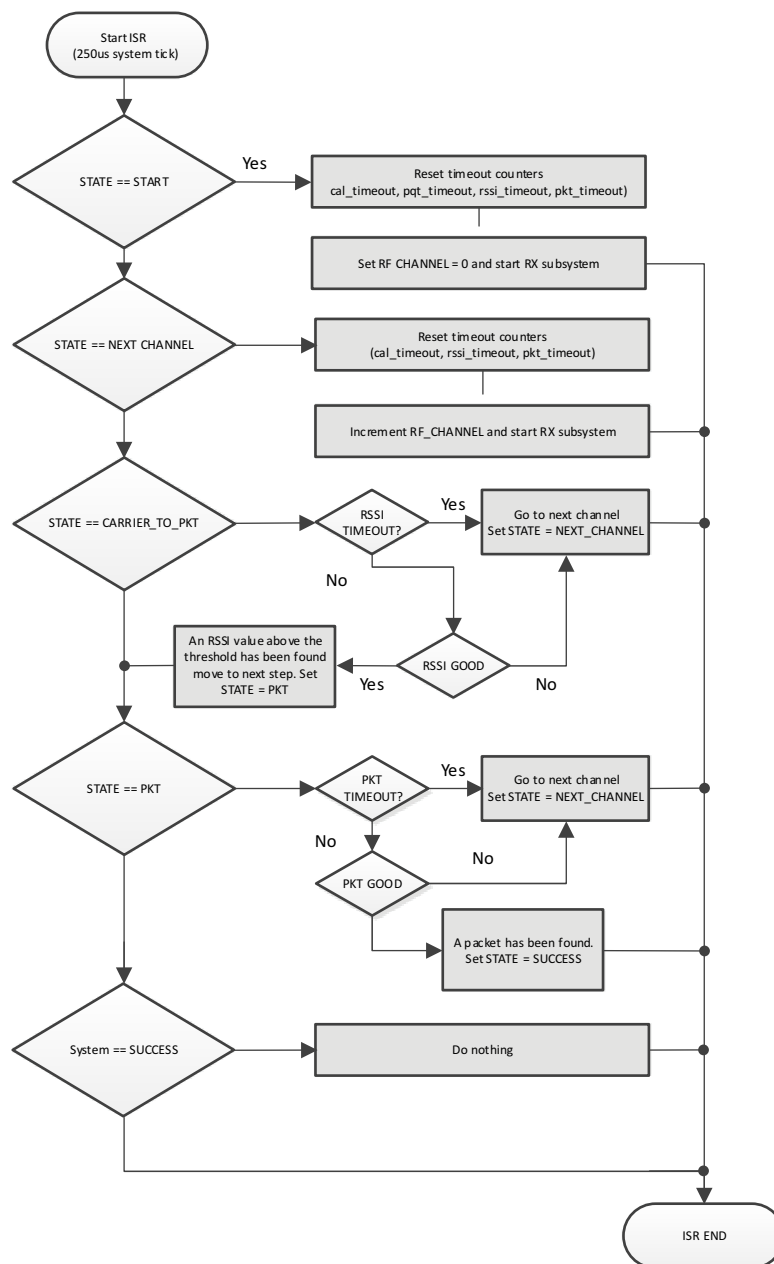 Start ISR
(250us system tick)
STATE == START
Yes
Reset timeout counters
cal_timeout, pqt_timeout, rssi_timeout, pkt_timeout)
Set RF CHANNEL = 0 and start RX subsystem
STATE == NEXT CHANNEL
Reset timeout counters
(cal_timeout, rssi_timeout, pkt_timeout)
Increment RF_CHANNEL and start RX subsystem
STATE == CARRIER_TO_PKT
RSSI
TIMEOUT?
Yes
Go to next channel
Set STATE = NEXT_CHANNEL
No
An RSSI value above the
threshold has been found
move to next step. Set
STATE = PKT
Yes
RSSI GOOD
No
STATE == PKT
PKT
TIMEOUT?
Yes
Go to next channel
Set STATE = NEXT_CHANNEL
No
PKT GOOD
No
A packet has been found.
Set STATE = SUCCESS
System == SUCCESS
Do nothing
ISR END